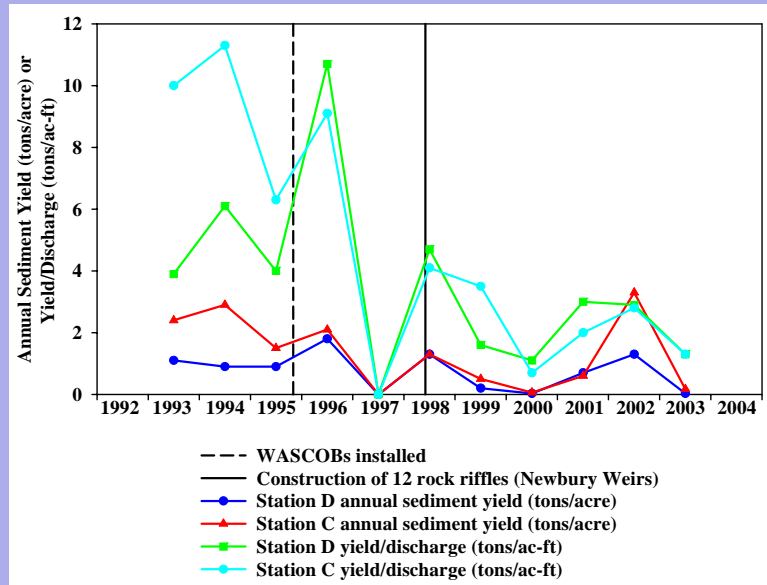 Annual Sediment Yield (tons/acre) or
Yield/Discharge (tons/ac-ft)
12
10
8
6
4
2
0
1992 1993 1994 1995 1996 1997 1998 1999 2000 2001 2002 2003 2004
WASCOBs installed
Construction of 12 rock riffles (Newbury Weirs)
Station D annual sediment yield (tons/acre)
Station C annual sediment yield (tons/acre)
Station D yield/discharge (tons/ac-ft)
Station C yield/discharge (tons/ac-ft)